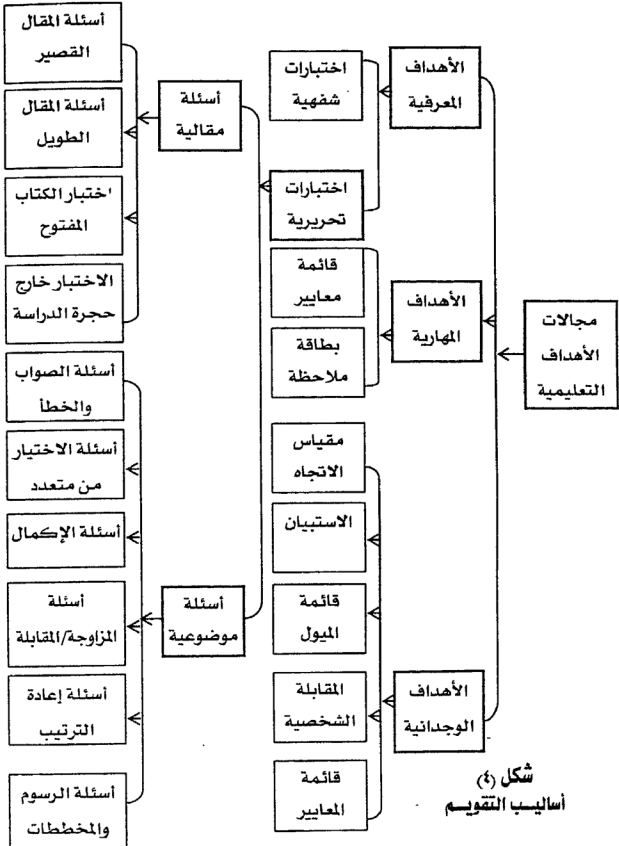 مجالات
الأهداف
التعليمية
الأهداف
المعرفية
اختبارات
شفهية
اختبارات
تحريرية
أسئلة
مقالية
أسئلة المقال
القصير
أسئلة المقال
الطويل
اختبار الكتاب
المفتوح
الاختبار خارج
حجرة الدراسة
أسئلة
موضوعية
أسئلة الصواب
والخطأ
أسئلة الاختيار
من متعدد
أسئلة الإكمال
أسئلة
المزاوجة/المقابلة
أسئلة إعادة
الترتيب
أسئلة الرسوم
والمخططات
الأهداف
المهارية
قائمة
معايير
بطاقة
ملاحظة
الأهداف
الوجدانية
مقياس
الاتجاه
الاستبيان
قائمة
الميول
المقابلة
الشخصية
قائمة
المعايير
شكل (٤)
أساليب التقويم